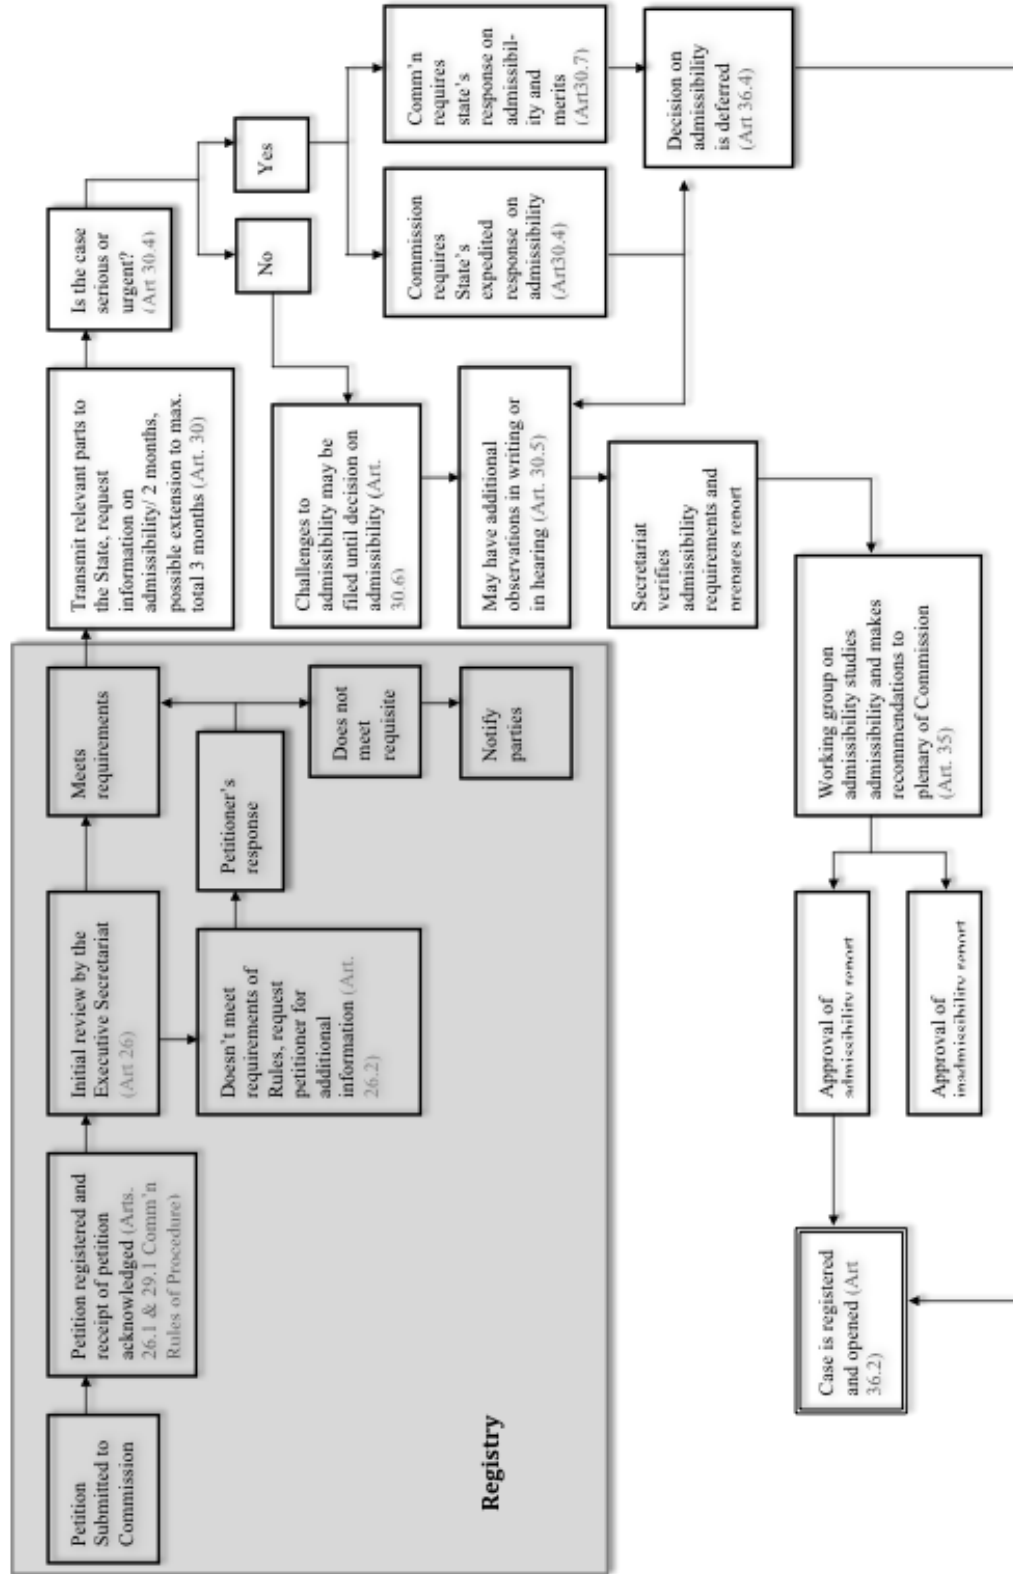 Petition
Submitted to
Commission
Petition registered and
receipt of petition
acknowledged (Arts.
26.1 & 29.1 Comm'n
Rules of Procedure)
Initial review by the
Executive Secretariat
(Art 26)
Meets
requirements
Doesn't meet
requirements of
Rules, request
petitioner for
additional
information (Art.
26.2)
Petitioner's
response
Does not
meet
requisite
Notify
parties
Registry
Transmit relevant parts to
the State, request
information on
admissibility/ 2 months,
possible extension to max.
total 3 months (Art. 30)
Is the case
serious or
urgent?
(Art 30.4)
No
Yes
Challenges to
admissibility may be
filed until decision on
admissibility (Art.
30.6)
Commission
requires
State's
expedited
response on
admissibility
(Art30.4)
Comm'n
requires
state's
response on
admissibil-
ity and
merits
(Art30.7)
May have additional
observations in writing or
in hearing (Art. 30.5)
Decision on
admissibility
is deferred
(Art 36.4)
Secretariat
verifies
admissibility
requirements and
prepares report
Working group on
admissibility studies
admissibility and makes
recommendations to
plenary of Commission
(Art. 35)
Approval of
admissibility report
Approval of
inadmissibility report
Case is registered
and opened (Art
36.2)